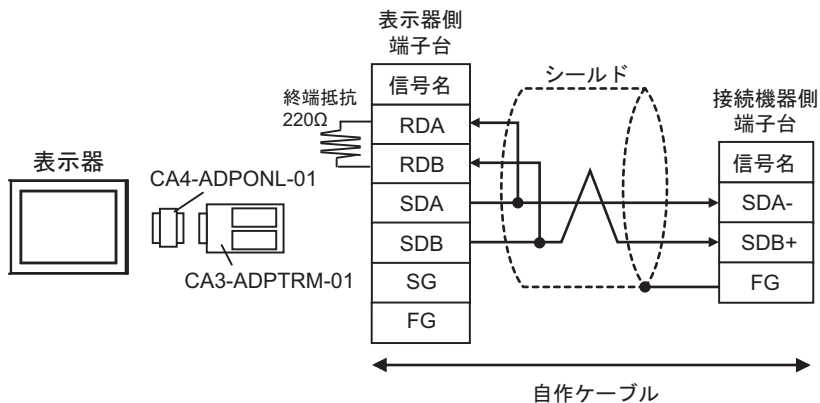 表示器側
端子台
信号名
RDA
RDB
SDA
SDB
SG
FG
終端抵抗
220Ω
シールド
接続機器側
端子台
信号名
SDA-
SDB+
FG
表示器
CA4-ADPONL-01
CA3-ADPTRM-01
自作ケーブル